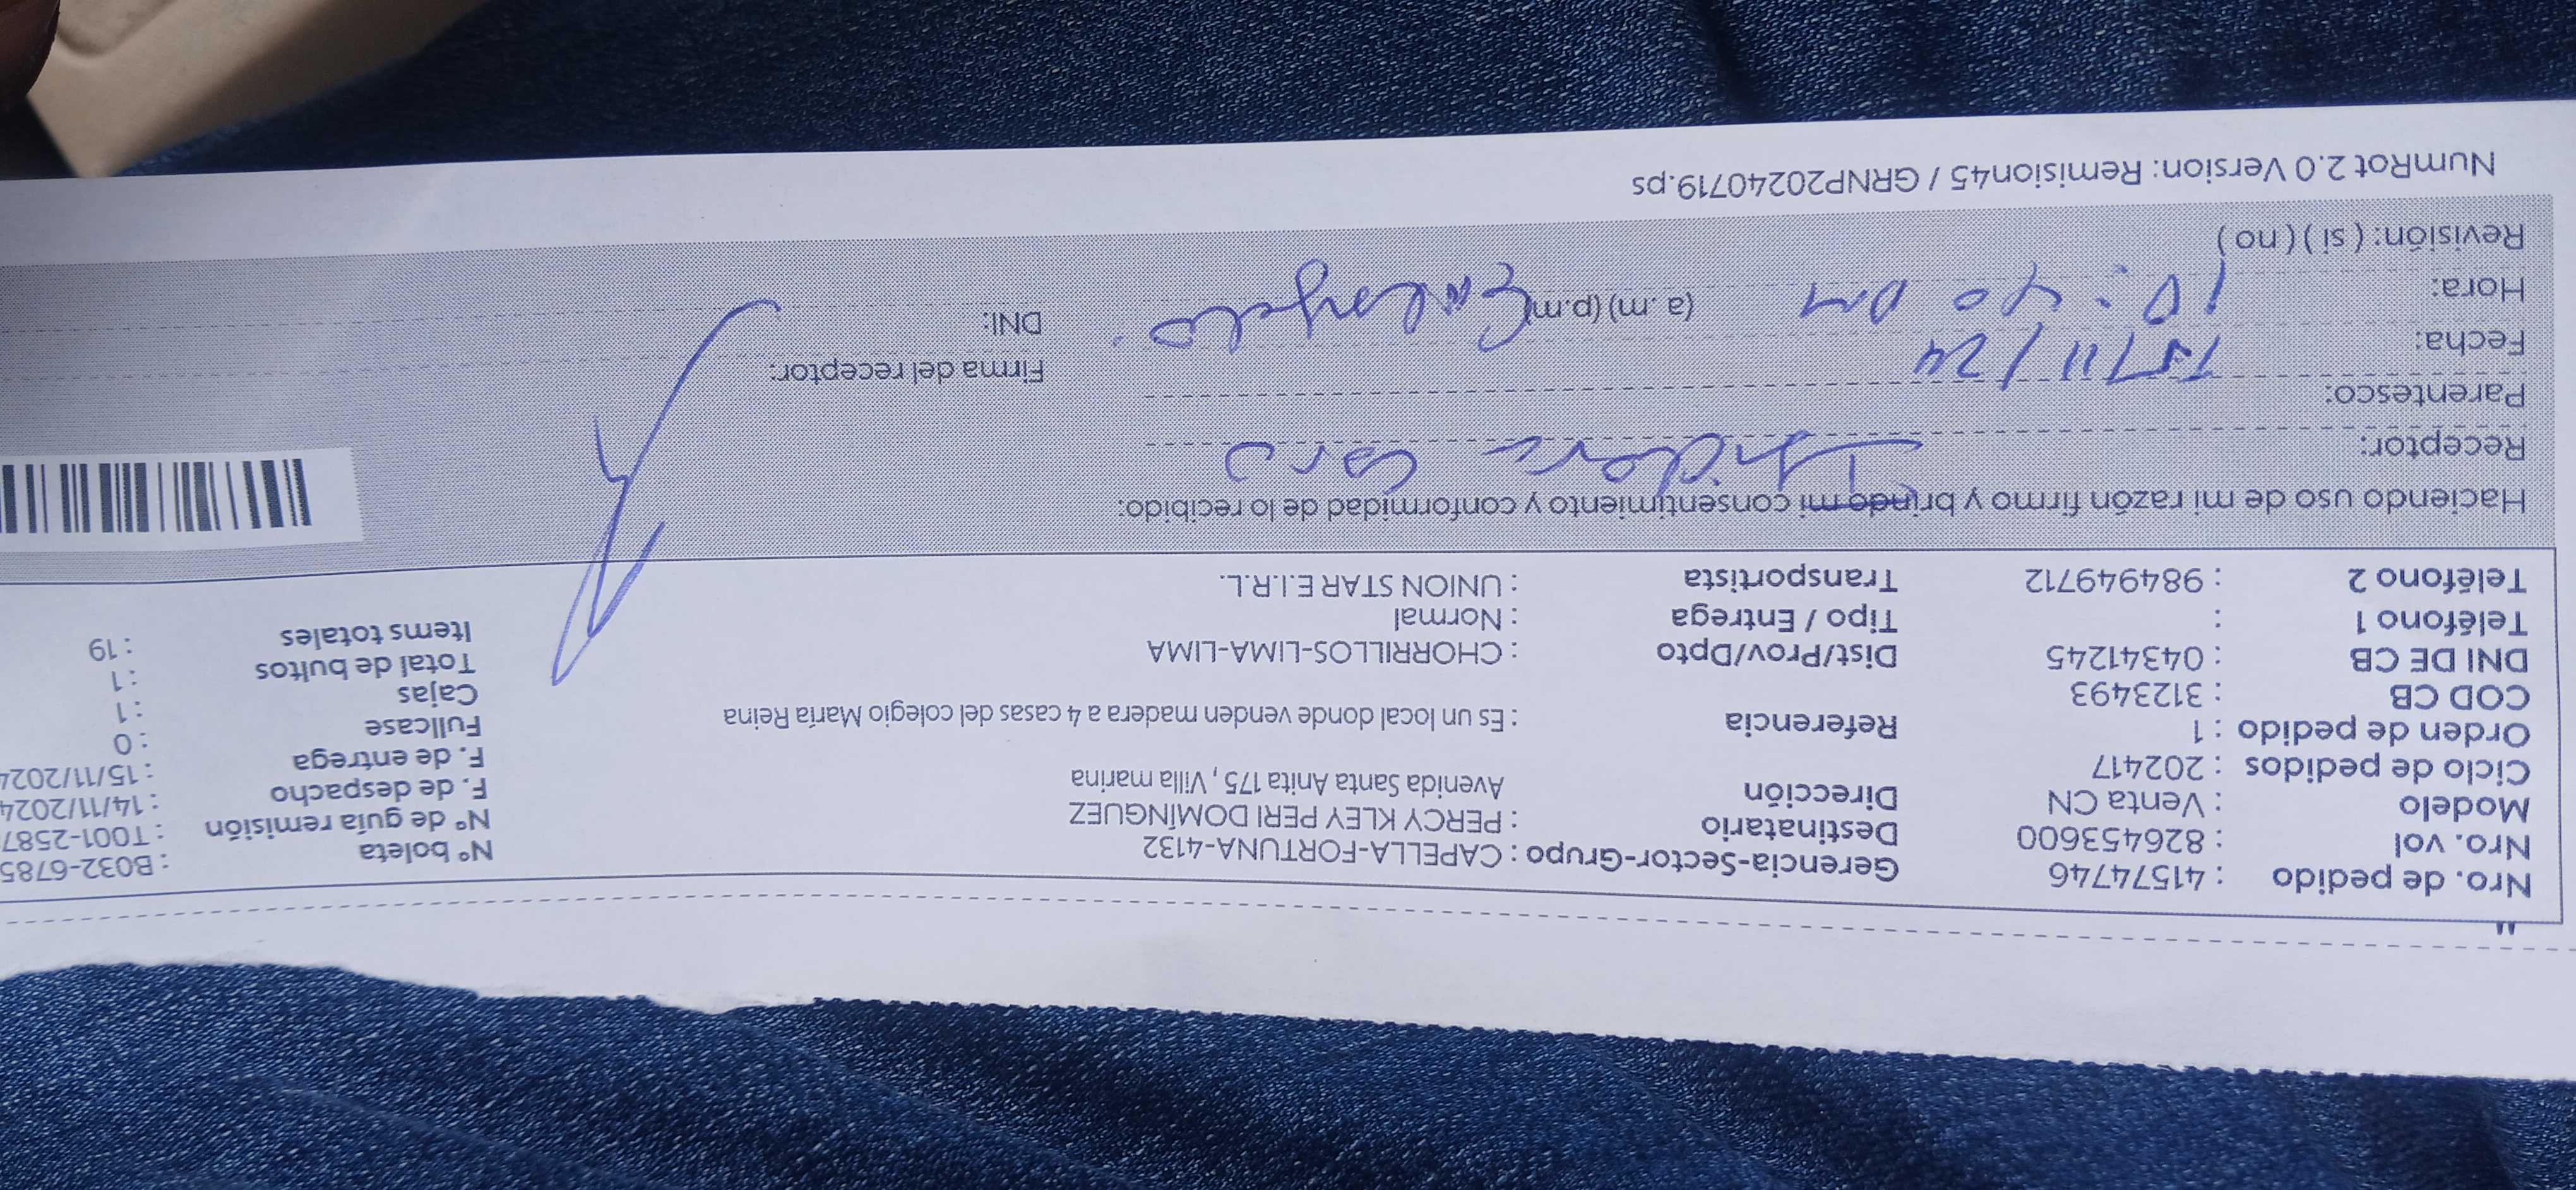 Nro. de pedido : 41574746 Gerencia-Sector-Grupo : CAPELLA-FORTUNA-4132 N° boleta : B032-6785
Nro. vol : 826453600 Destinatario : PERCY KLEY PERI DOMÍNGUEZ N° de guía remisión : T001-2587
Modelo : Venta CN Dirección Avenida Santa Anita 175, Villa marina F. de despacho : 14/11/2024
Ciclo de pedidos : 202417 F. de entrega : 15/11/2024
Orden de pedido : 1 Referencia : Es un local donde venden madera a 4 casas del colegio María Reina Fullcase : 0
COD CB : 3123493 Cajas : 1
DNI DE CB : 04341245 Dist/Prov/Dpto : CHORRILLOS-LIMA-LIMA Total de bultos : 1
Teléfono 1 : Tipo / Entrega : Normal Items totales : 19
Teléfono 2 : 984949712 Transportista : UNION STAR E.I.R.L.
Haciendo uso de mi razón firmo y brindo mi consentimiento y conformidad de lo recibido:
Receptor:
Parentesco: Firma del receptor:
Fecha: 15/11/24 DNI:
Hora: 10:40 (a.m) (p.m)
Revisión: ( si ) ( no )
NumRot 2.0 Version: Remision45 / GRNP20240719.ps